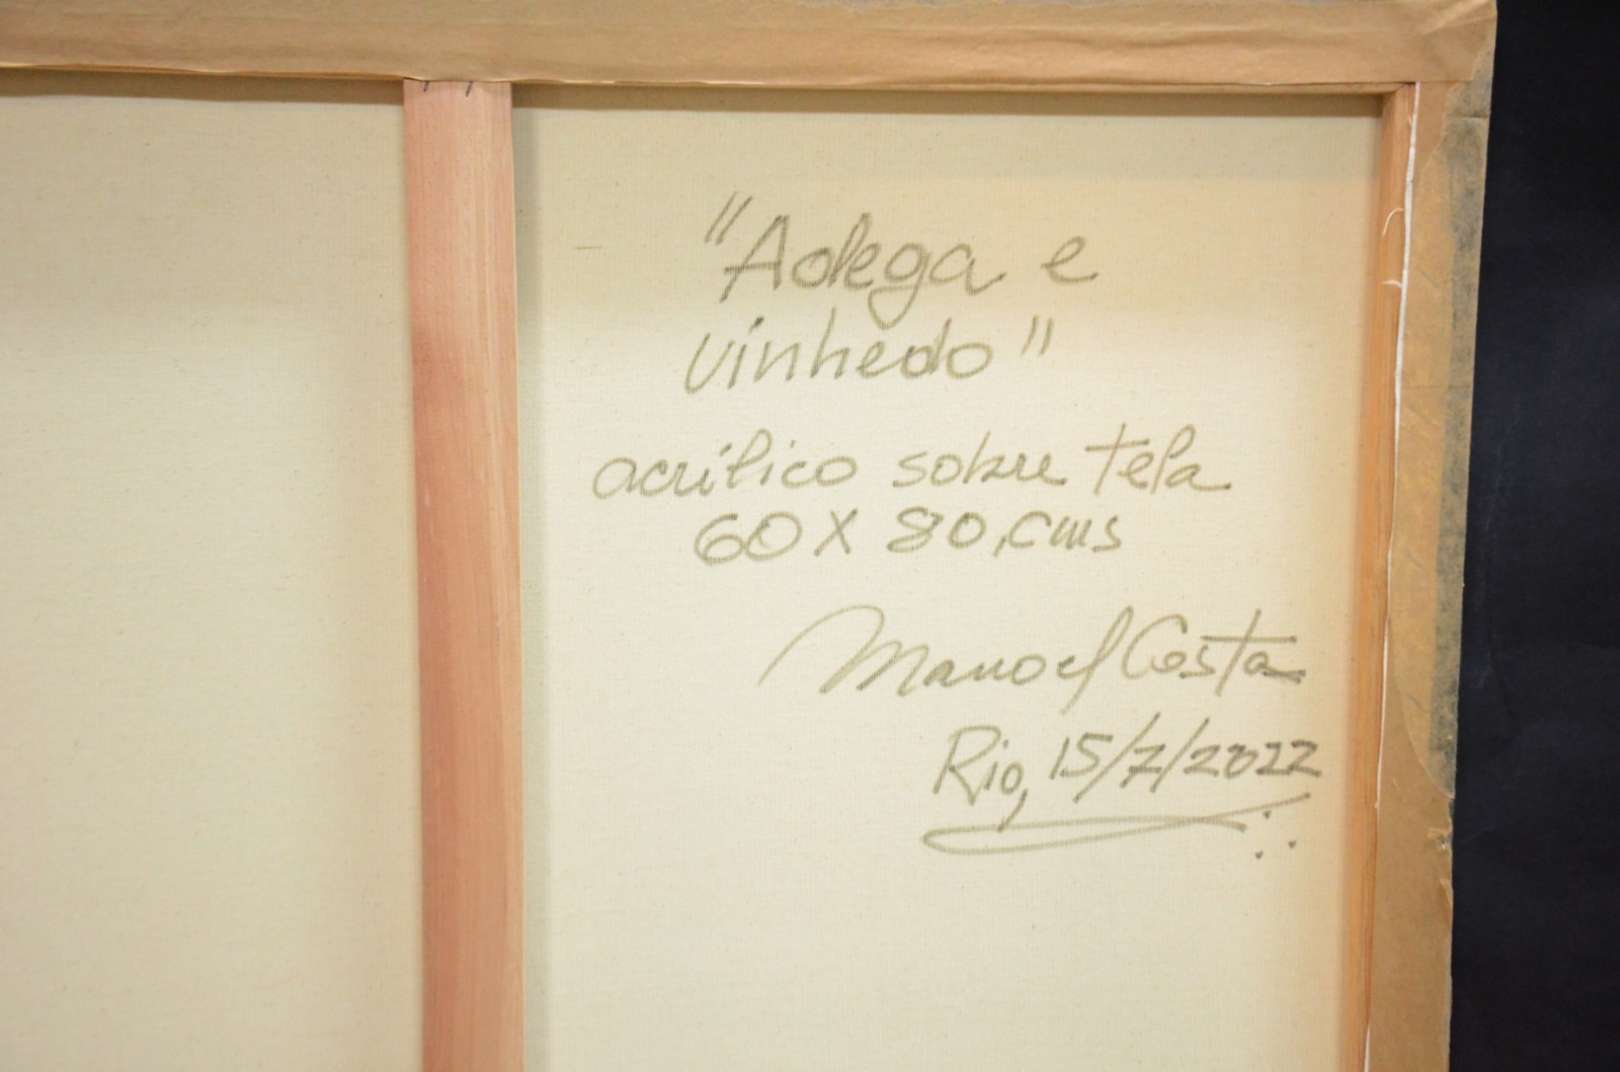 "Adega e
vinhedo"
acrílico sobre tela
60 X 80,cms
Manoel Costa
Rio, 15/7/2022